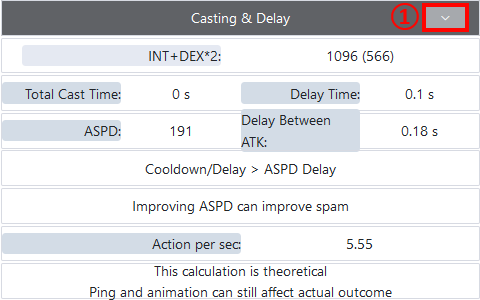 Casting & Delay ①
INT+DEX*2: 1096 (566)
Total Cast Time: 0 s Delay Time: 0.1 s
ASPD: 191 Delay Between ATK: 0.18 s
Cooldown/Delay > ASPD Delay
Improving ASPD can improve spam
Action per sec: 5.55
This calculation is theoretical
Ping and animation can still affect actual outcome